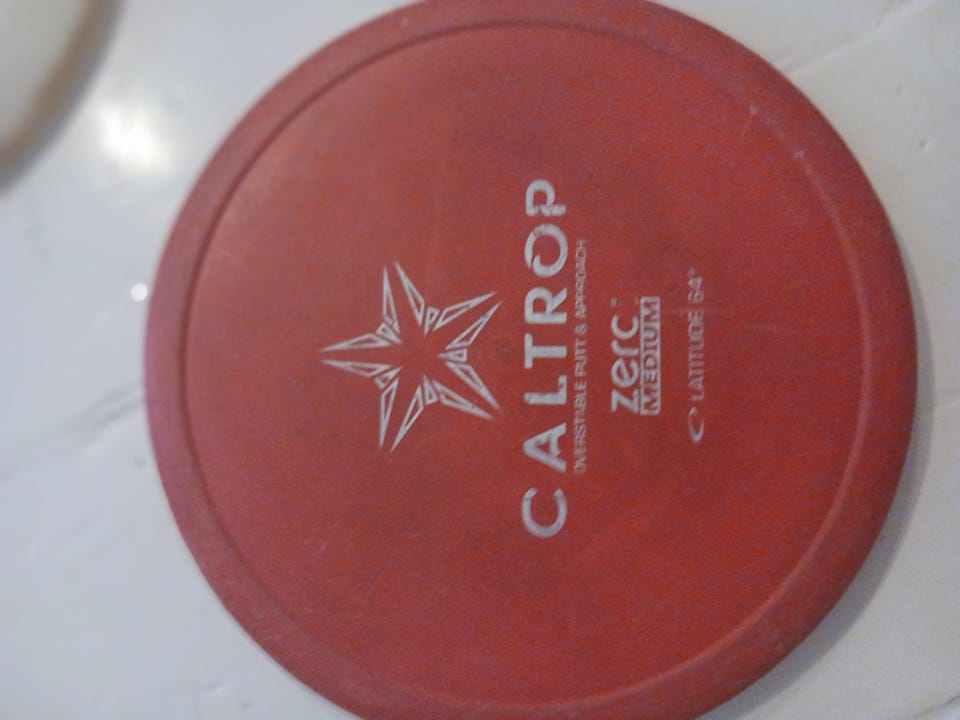 CALTROP
OVERSTABLE PUTT & APPROACH
zerO
MEDIUM
LATITUDE 64°